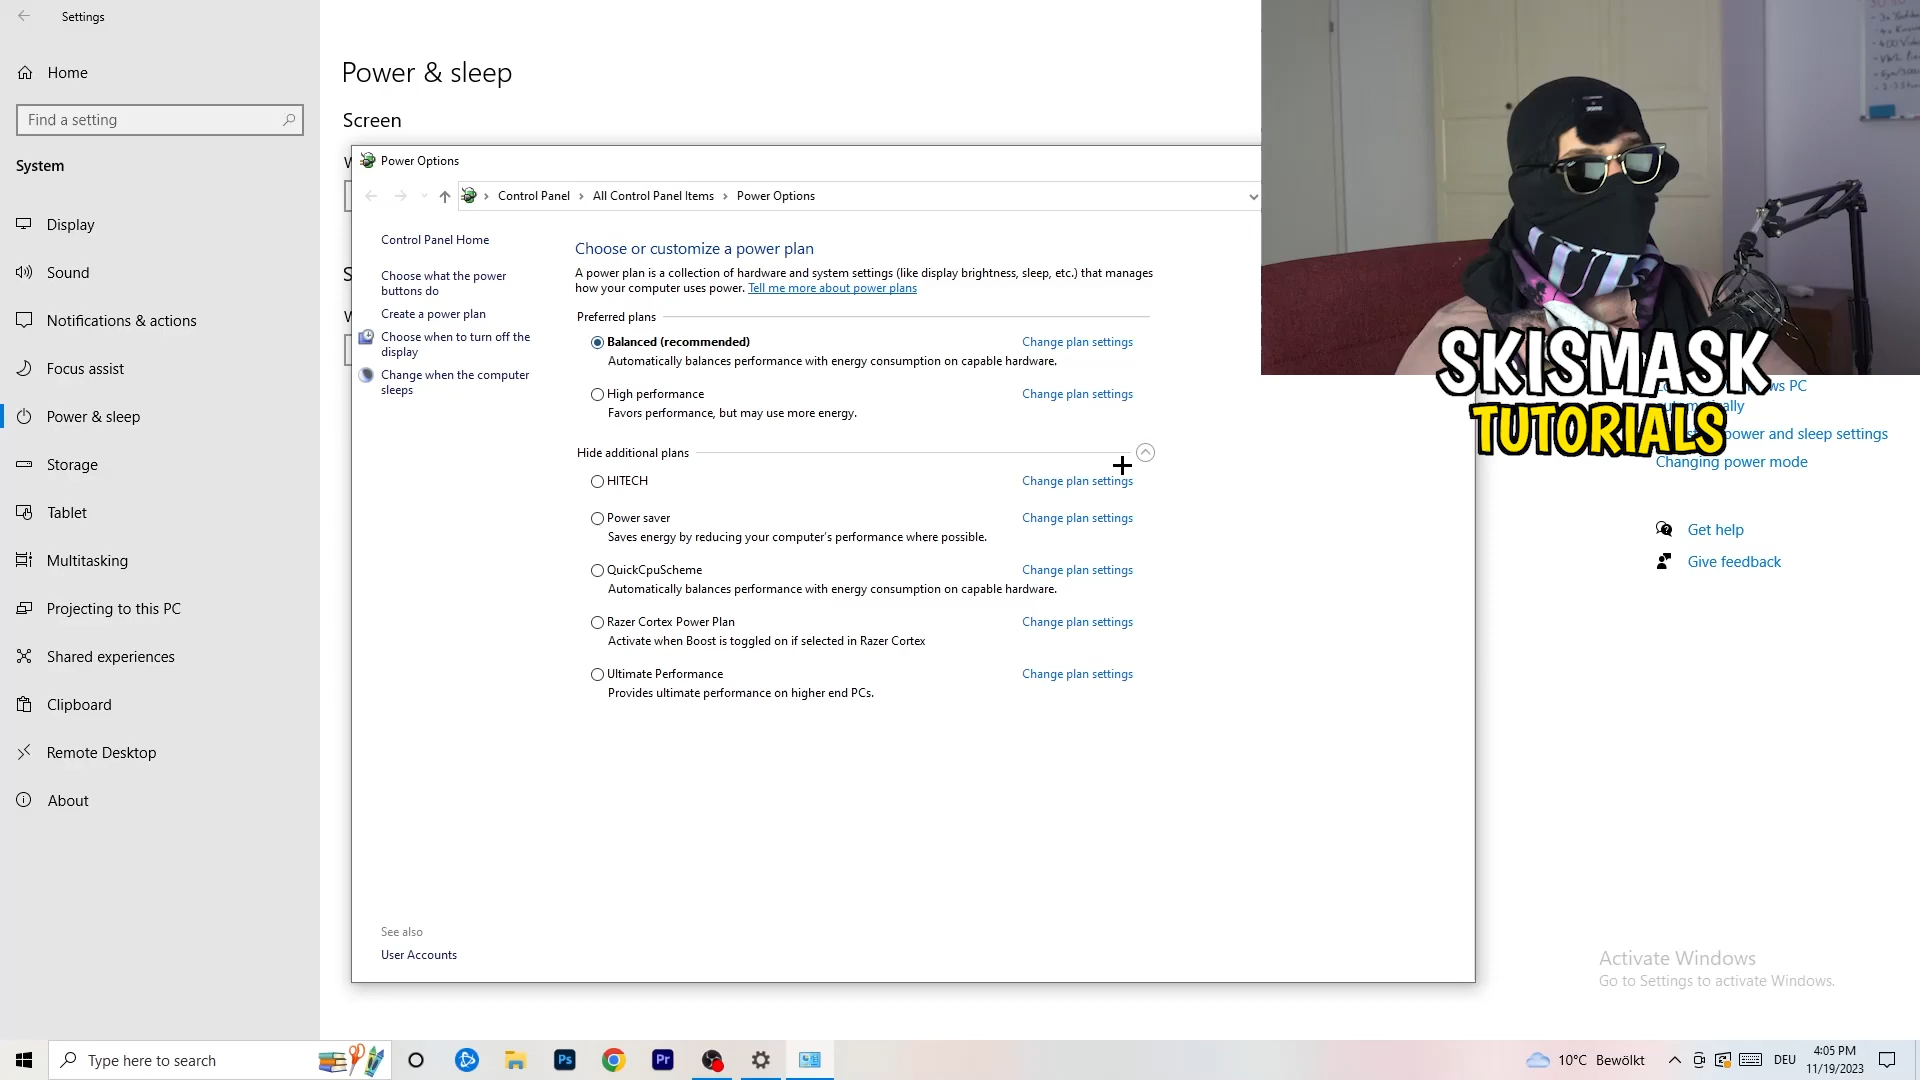 Settings
Home
Find a setting
System
Display
Sound
Notifications & actions
Focus assist
Power & sleep
Storage
Tablet
Multitasking
Projecting to this PC
Shared experiences
Clipboard
Remote Desktop
About
Power & sleep
Screen
Power Options
Control Panel
All Control Panel Items
Power Options
Control Panel Home
Choose what the power
buttons do
Create a power plan
Choose when to turn off the
display
Change when the computer
sleeps
See also
User Accounts
Choose or customize a power plan
A power plan is a collection of hardware and system settings (like display brightness, sleep, etc.) that manages
how your computer uses power. Tell me more about power plans
Preferred plans
Balanced (recommended) Change plan settings
Automatically balances performance with energy consumption on capable hardware.
High performance Change plan settings
Favors performance, but may use more energy.
Hide additional plans
HITECH Change plan settings
Power saver Change plan settings
Saves energy by reducing your computer's performance where possible.
QuickCpuScheme Change plan settings
Automatically balances performance with energy consumption on capable hardware.
Razer Cortex Power Plan Change plan settings
Activate when Boost is toggled on if selected in Razer Cortex
Ultimate Performance Change plan settings
Provides ultimate performance on higher end PCs.
SKISMASK
TUTORIALS
PC
power and sleep settings
Changing power mode
Get help
Give feedback
Activate Windows
Go to Settings to activate Windows.
Type here to search
Ps
Pr
10°C Bewölkt
DEU
4:05 PM
11/19/2023